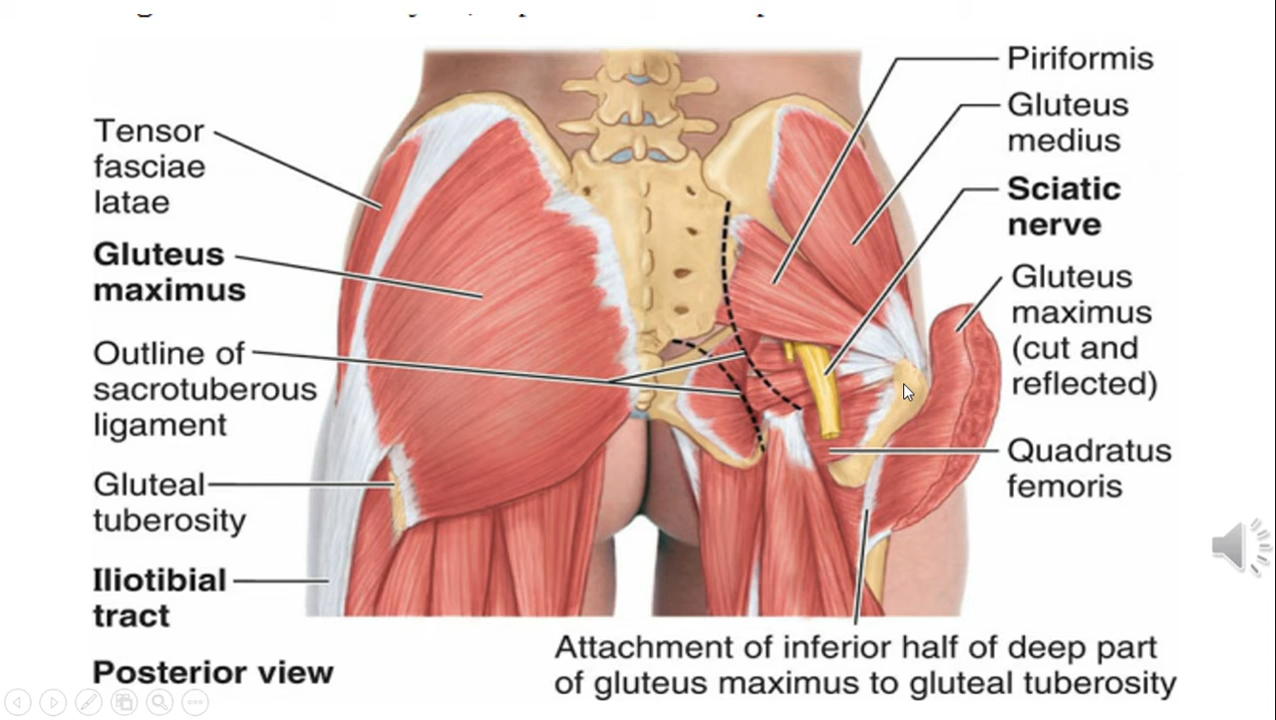 Tensor
fasciae
latae
Gluteus
maximus
Outline of
sacrotuberous
ligament
Gluteal
tuberosity
Iliotibial
tract
Posterior view
Piriformis
Gluteus
medius
Sciatic
nerve
Gluteus
maximus
(cut and
reflected)
Quadratus
femoris
Attachment of inferior half of deep part
of gluteus maximus to gluteal tuberosity